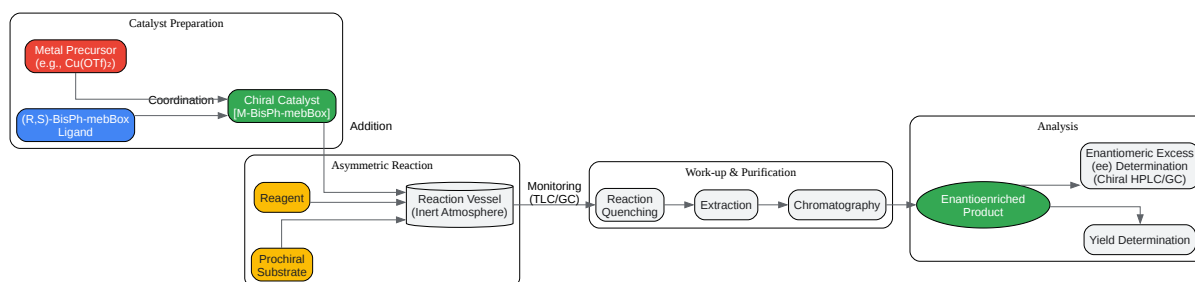 Catalyst Preparation
Metal Precursor
(e.g., Cu(OTf)₂)
Coordination
(R,S)-BisPh-mebBox
Ligand
Chiral Catalyst
[M-BisPh-mebBox]
Addition
Asymmetric Reaction
Reagent
Prochiral
Substrate
Reaction Vessel
(Inert Atmosphere)
Monitoring
(TLC/GC)
Work-up & Purification
Reaction
Quenching
Extraction
Chromatography
Analysis
Enantioenriched
Product
Enantiomeric Excess
(ee) Determination
(Chiral HPLC/GC)
Yield Determination